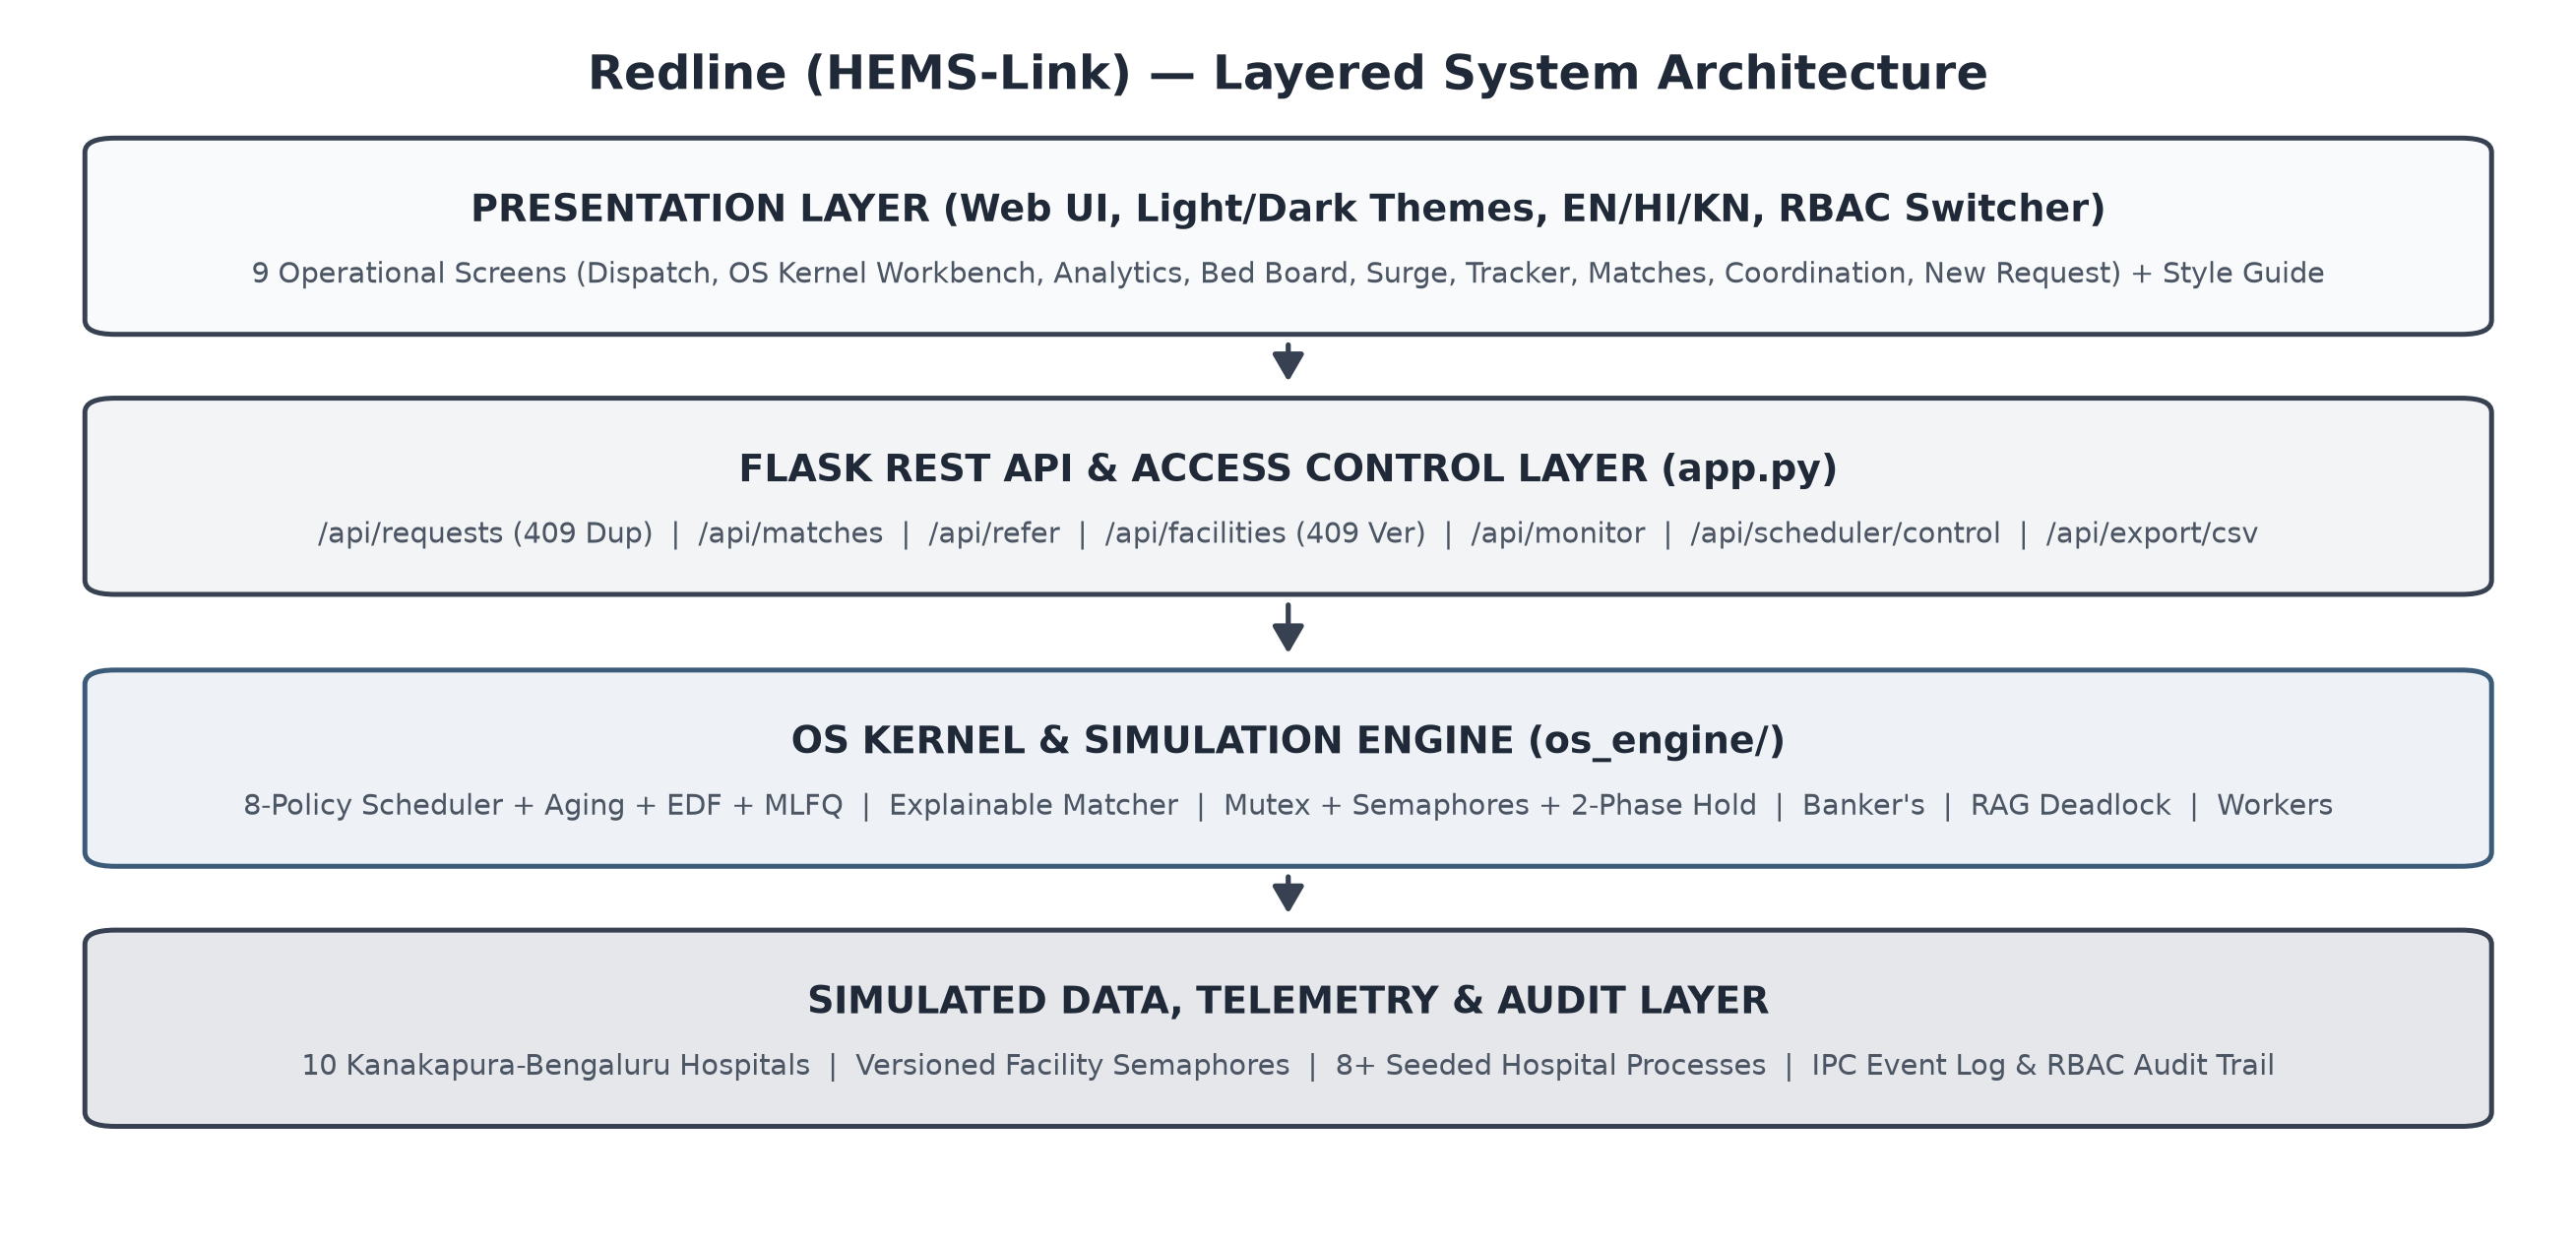 Redline (HEMS-Link) — Layered System Architecture
PRESENTATION LAYER (Web UI, Light/Dark Themes, EN/HI/KN, RBAC Switcher)
9 Operational Screens (Dispatch, OS Kernel Workbench, Analytics, Bed Board, Surge, Tracker, Matches, Coordination, New Request) + Style Guide
FLASK REST API & ACCESS CONTROL LAYER (app.py)
/api/requests (409 Dup) | /api/matches | /api/refer | /api/facilities (409 Ver) | /api/monitor | /api/scheduler/control | /api/export/csv
OS KERNEL & SIMULATION ENGINE (os_engine/)
8-Policy Scheduler + Aging + EDF + MLFQ | Explainable Matcher | Mutex + Semaphores + 2-Phase Hold | Banker's | RAG Deadlock | Workers
SIMULATED DATA, TELEMETRY & AUDIT LAYER
10 Kanakapura-Bengaluru Hospitals | Versioned Facility Semaphores | 8+ Seeded Hospital Processes | IPC Event Log & RBAC Audit Trail